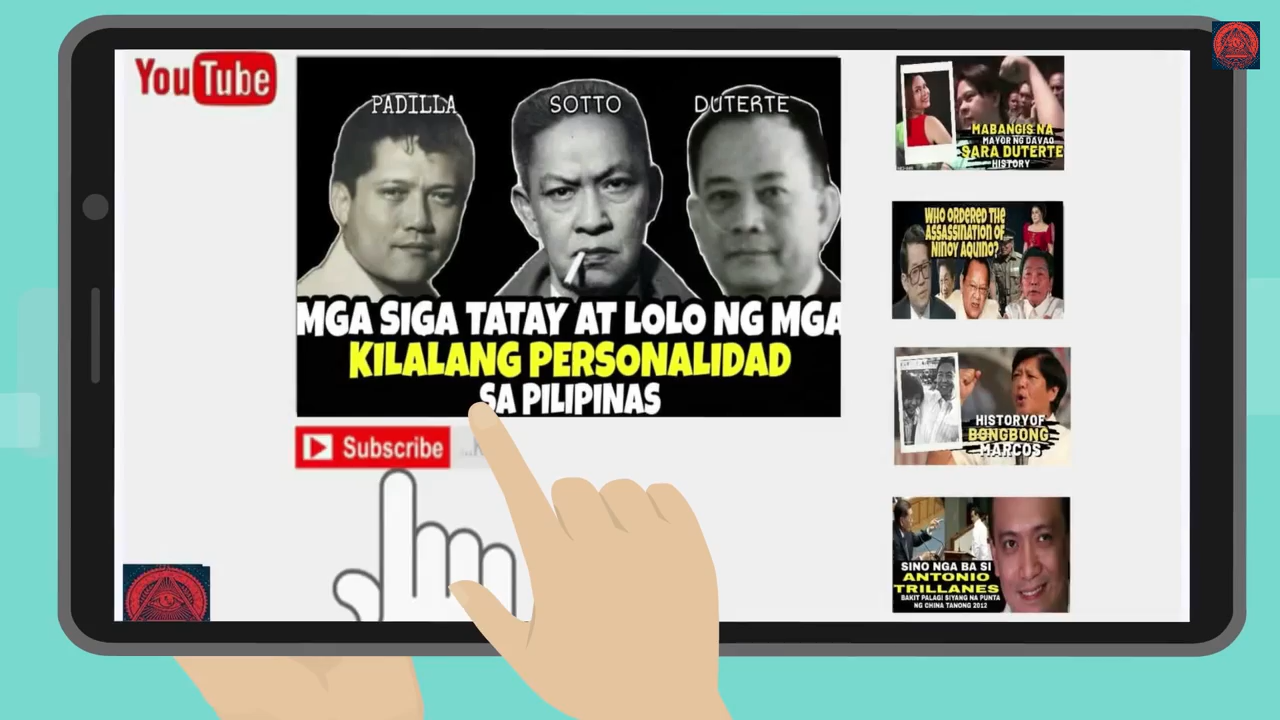 YouTube
PADILLA
SOTTO
DUTERTE
MGA SIGA TATAY AT LOLO NG MGA
KILALANG PERSONALIDAD
SA PILIPINAS
Subscribe
MABANGIS NA
MAYOR NG DAVAO
SARA DUTERTE
HISTORY
WHO ORDERED THE
ASSASSINATION OF
NINOY AQUINO?
HISTORY OF
BONGBONG
MARCOS
SINO NGA BA SI
ANTONIO
TRILLANES
BAKIT PALAGI SIYANG NA PUNTA
NG CHINA TANONG 2012